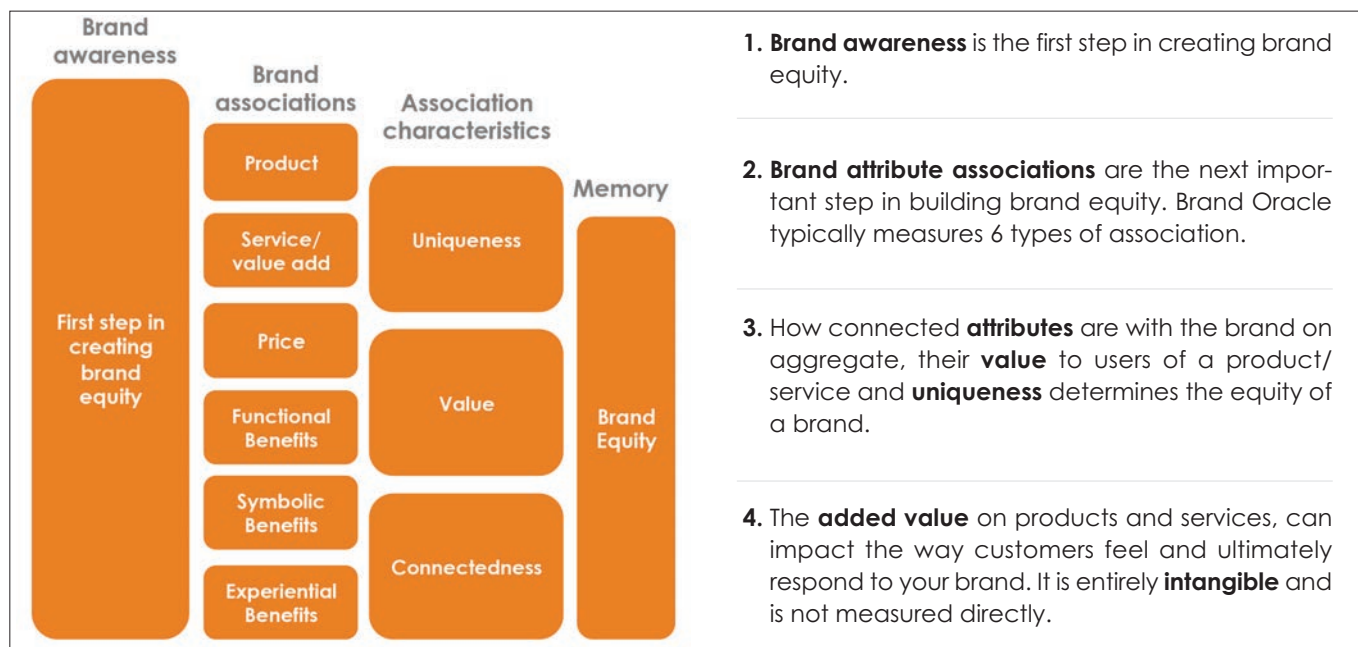 Brand
awareness
First step in
creating
brand
equity
Brand
associations
Product
Service/
value add
Price
Functional
Benefits
Symbolic
Benefits
Experiential
Benefits
Association
characteristics
Uniqueness
Value
Connectedness
Memory
Brand
Equity
1. Brand awareness is the first step in creating brand
equity.
2. Brand attribute associations are the next impor-
tant step in building brand equity. Brand Oracle
typically measures 6 types of association.
3. How connected attributes are with the brand on
aggregate, their value to users of a product/
service and uniqueness determines the equity of
a brand.
4. The added value on products and services, can
impact the way customers feel and ultimately
respond to your brand. It is entirely intangible and
is not measured directly.